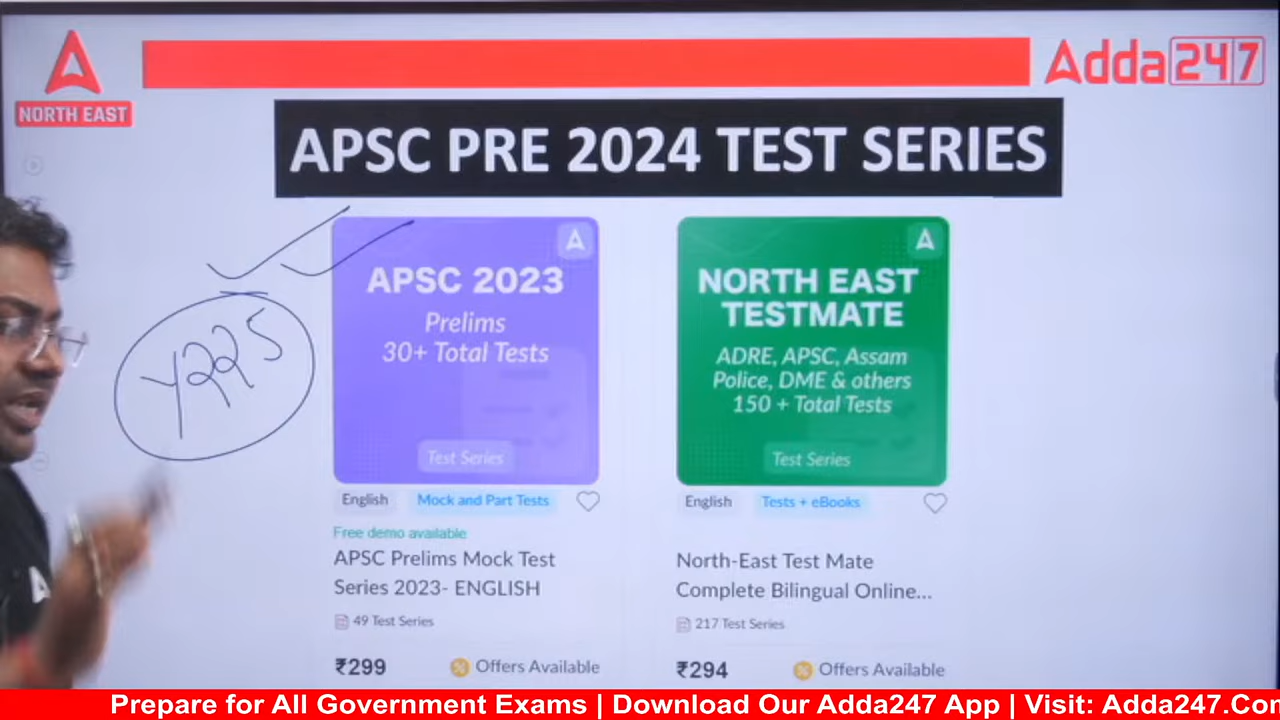 NORTH EAST
Adda247
APSC PRE 2024 TEST SERIES
Y225
APSC 2023
Prelims
30+ Total Tests
Test Series
English Mock and Part Tests
Free demo available
APSC Prelims Mock Test
Series 2023- ENGLISH
49 Test Series
₹299 Offers Available
NORTH EAST
TESTMATE
ADRE, APSC, Assam
Police, DME & others
150 + Total Tests
Test Series
English Tests + eBooks
North-East Test Mate
Complete Bilingual Online...
217 Test Series
₹294 Offers Available
Prepare for All Government Exams | Download Our Adda247 App | Visit: Adda247.Con